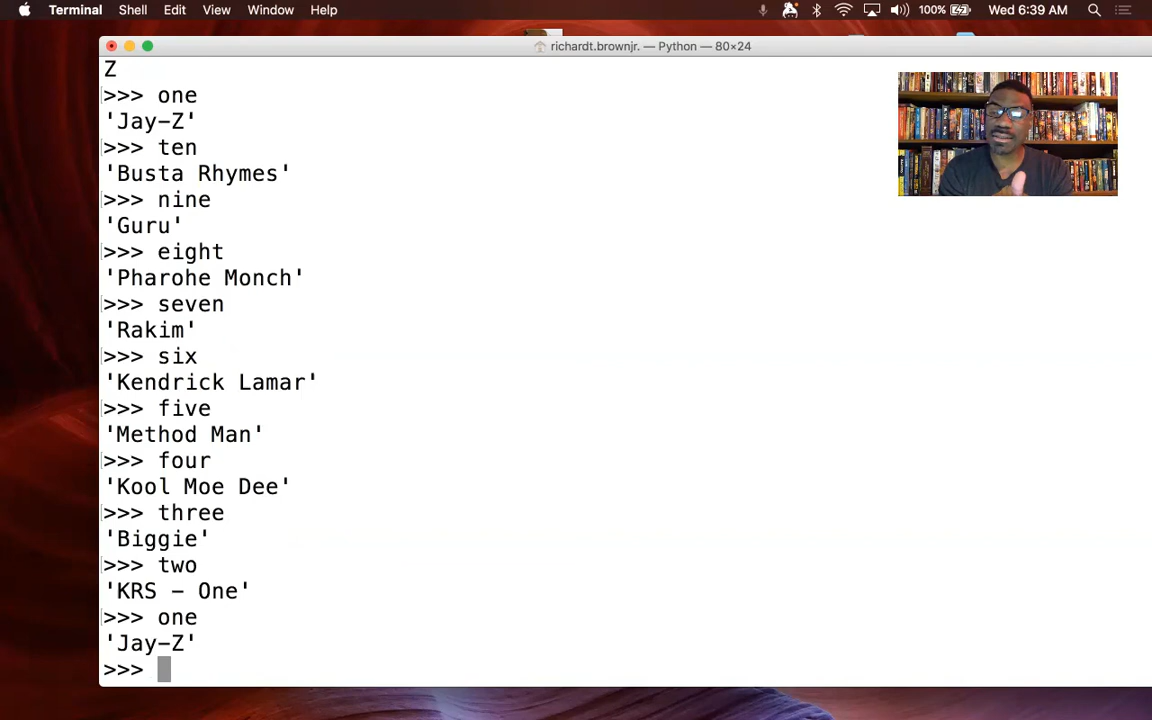 Terminal Shell Edit View Window Help 100% Wed 6:39 AM
richardt.brownjr. — Python — 80×24
Z
>>> one
'Jay-Z'
>>> ten
'Busta Rhymes'
>>> nine
'Guru'
>>> eight
'Pharohe Monch'
>>> seven
'Rakim'
>>> six
'Kendrick Lamar'
>>> five
'Method Man'
>>> four
'Kool Moe Dee'
>>> three
'Biggie'
>>> two
'KRS - One'
>>> one
'Jay-Z'
>>>